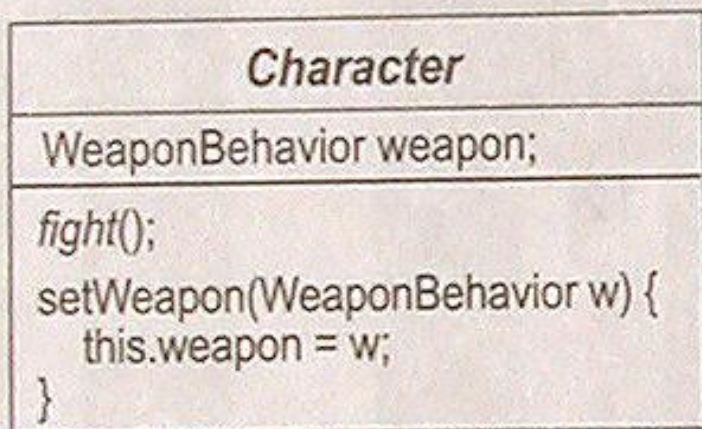 Character
WeaponBehavior weapon;
fight();
setWeapon(WeaponBehavior w) {
this.weapon = w;
}